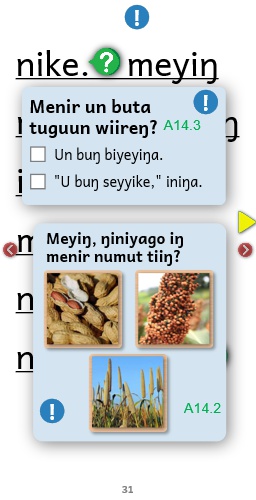 nike. ? meyiŋ
Menir un buta
tuguun wiireŋ? A14.3
Un buŋ biyeyiŋa.
"U buŋ seyyike," iniŋa.
Meyiŋ, ŋiniyago iŋ
menir numut tiiŋ?
A14.2
31